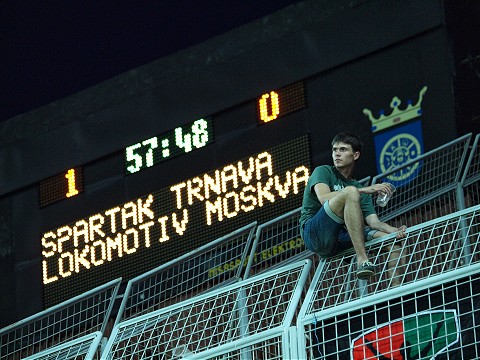 1 57:48 0
SPARTAK TRNAVA
LOKOMOTIV MOSKVA